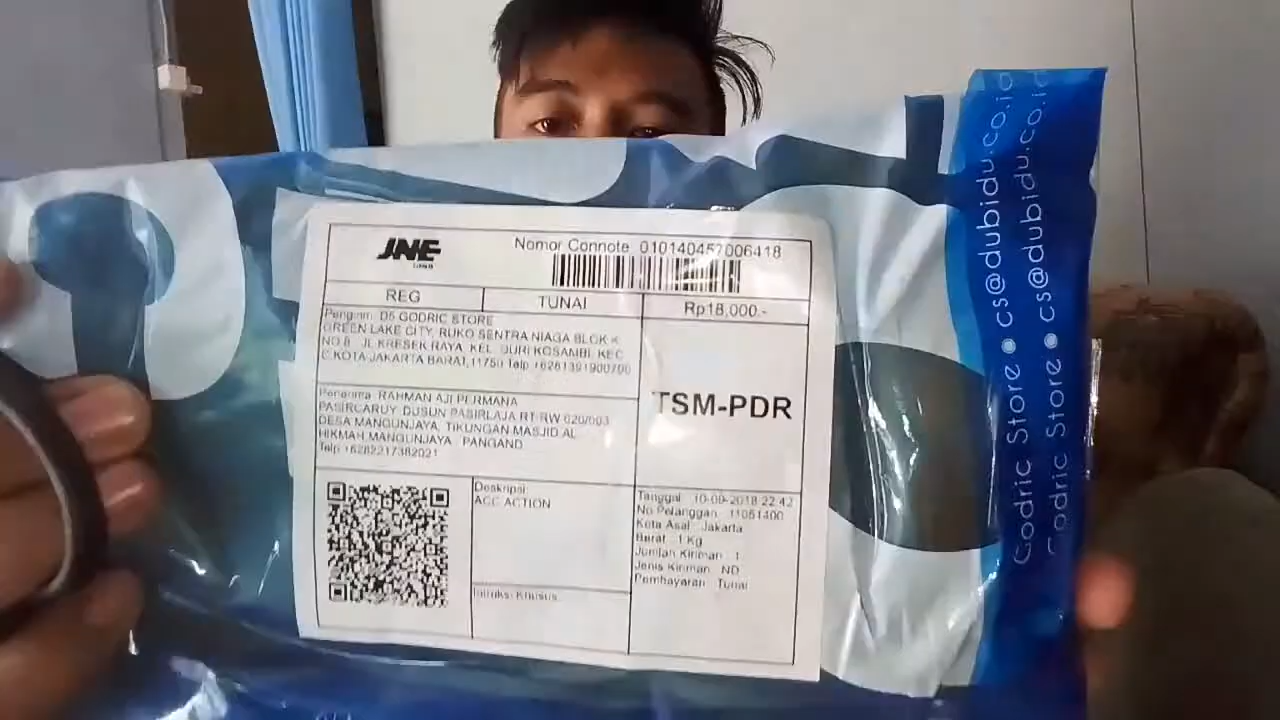 JNE
Nomor Connote 010140457006418
REG
TUNAI
Rp18,000.-
Pengirim: D5 GODRIC STORE
GREEN LAKE CITY, RUKO SENTRA NIAGA BLOK K
NO 8 JL KRESEK RAYA, KEL. DURI KOSAMBI, KEC
C KOTA JAKARTA BARAT,11750 Telp
Penerima: RAHMAN AJI PERMANA
PASIRCARUY, DUSUN PASIRLAJA RT RW 020/003
DESA MANGUNJAYA, TIKUNGAN MASJID AL
HIKMAH,MANGUNJAYA , PANGAND
Telp +6282217382021
TSM-PDR
Deskripsi
ACC ACTION
Intruksi Khusus
Tanggal : 10-09-2018 22:42
No Pelanggan : 11051400
Kota Asal : Jakarta
Berat : 1 Kg
Jumlah Kiriman : 1
Jenis Kiriman : ND
Pembayaran : Tunai
Godric Store ● cs@dubidu.co.id
Godric Store ● cs@dubidu.co.id